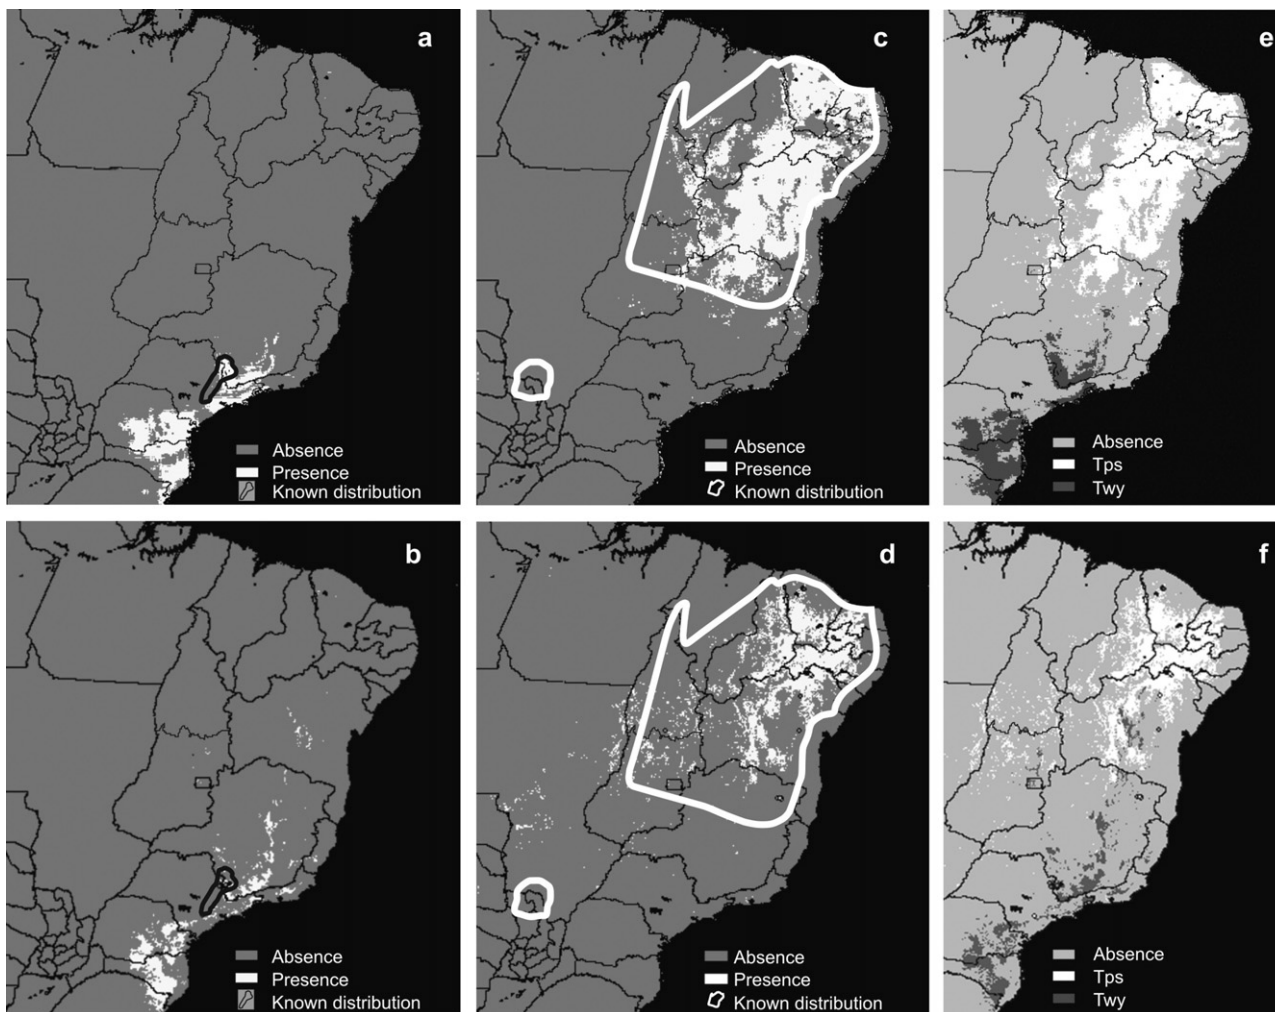 a
Absence
Presence
Known distribution
c
Absence
Presence
Known distribution
e
Absence
Tps
Twy
b
Absence
Presence
Known distribution
d
Absence
Presence
Known distribution
f
Absence
Tps
Twy